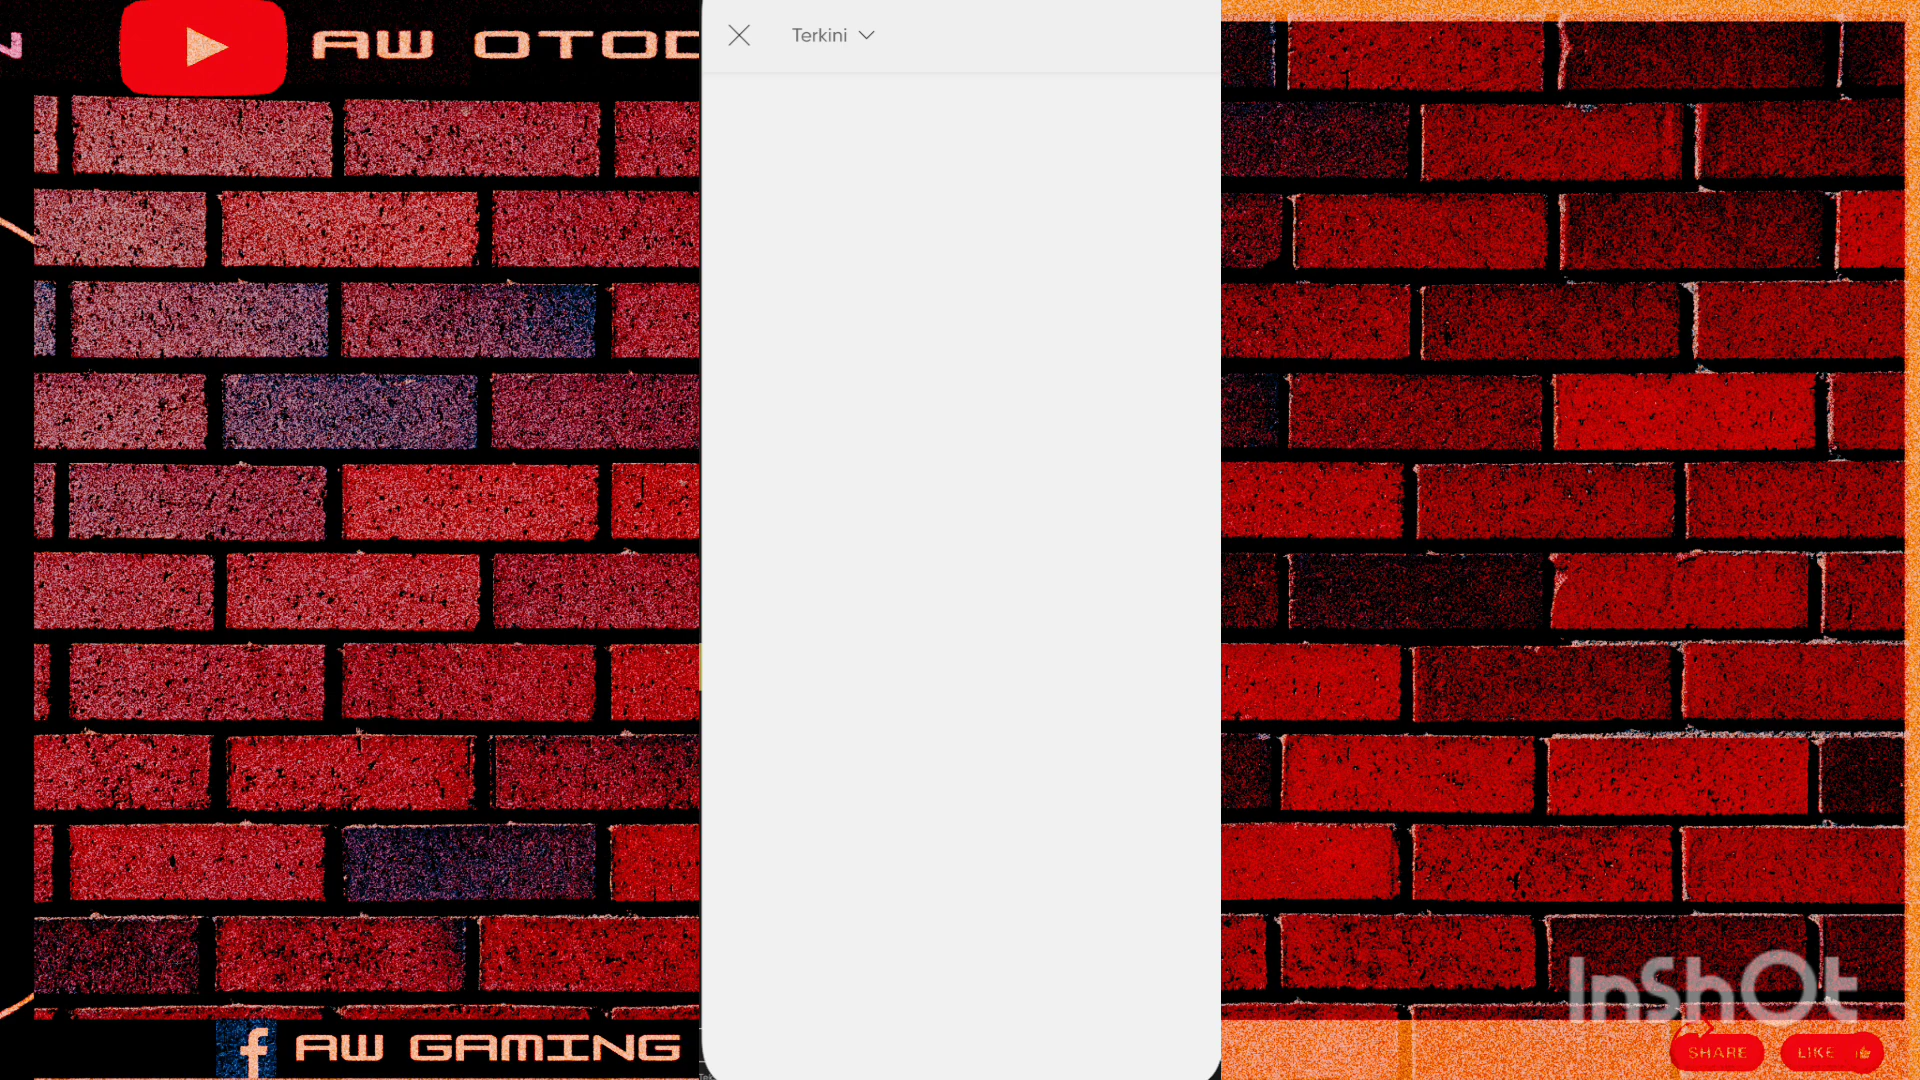 AW OTOD
Terkini
InShOt
SHARE
LIKE
AW GAMING